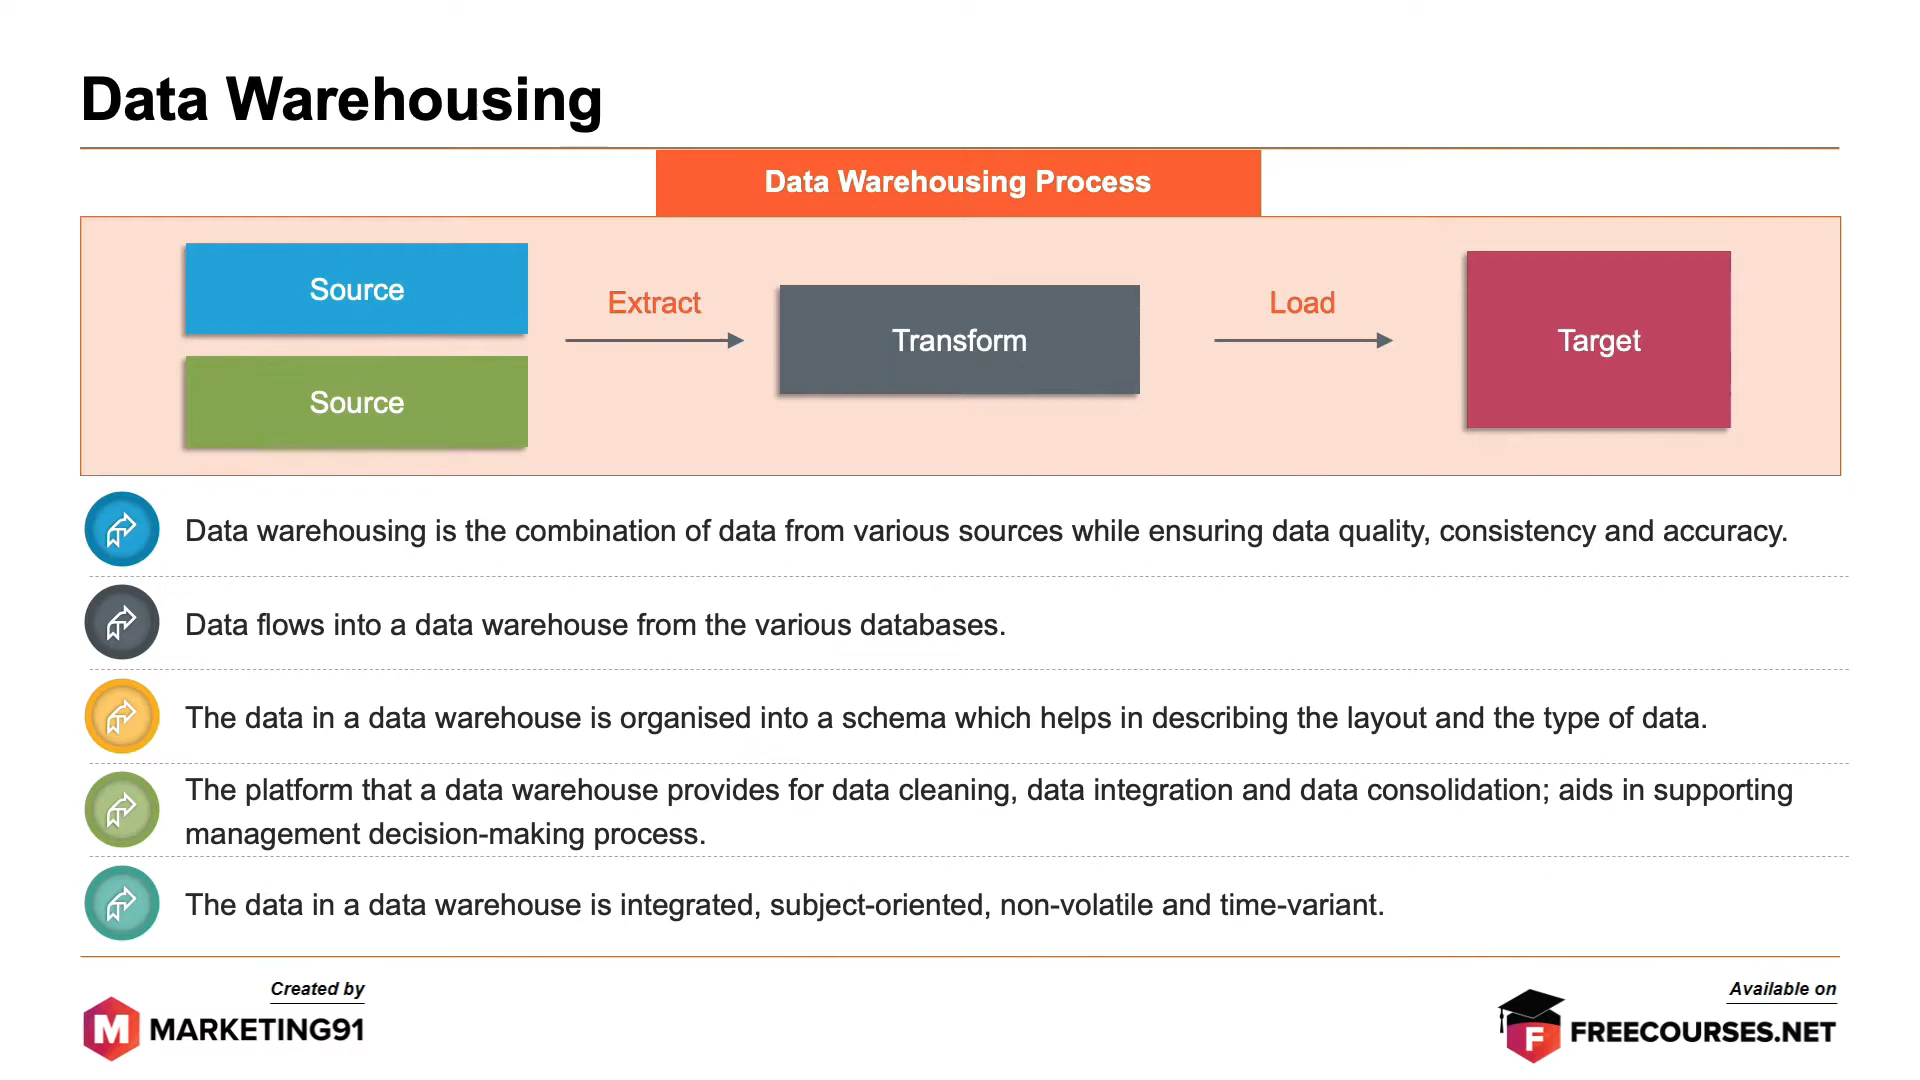 Data Warehousing
Data Warehousing Process
Source
Source
Extract
Transform
Load
Target
Data warehousing is the combination of data from various sources while ensuring data quality, consistency and accuracy.
Data flows into a data warehouse from the various databases.
The data in a data warehouse is organised into a schema which helps in describing the layout and the type of data.
The platform that a data warehouse provides for data cleaning, data integration and data consolidation; aids in supporting
management decision-making process.
The data in a data warehouse is integrated, subject-oriented, non-volatile and time-variant.
Created by
M MARKETING91
Available on
F FREECOURSES.NET